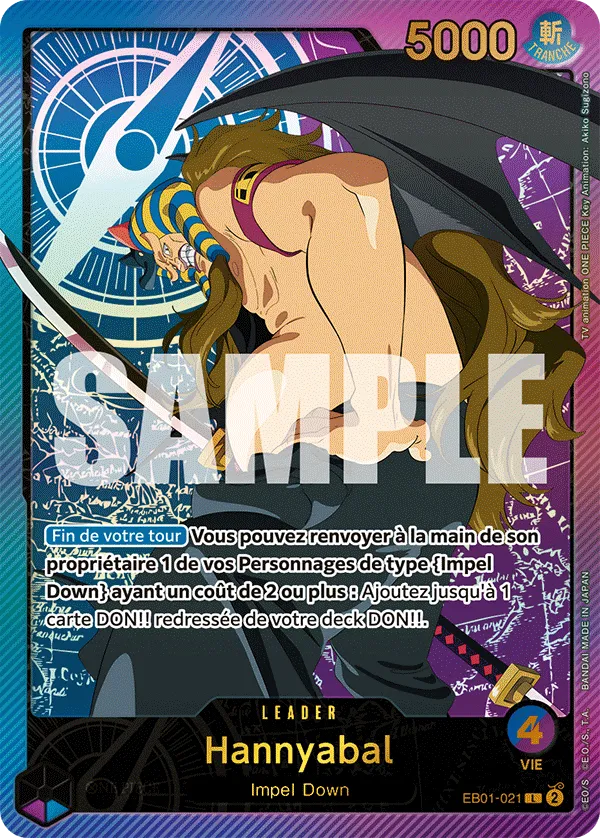 5000
斬
TRANCHE
TV animation ONE PIECE Key Animation: Akiko Sugizono
SAMPLE
Fin de votre tour Vous pouvez renvoyer à la main de son
propriétaire 1 de vos Personnages de type {Impel
Down} ayant un coût de 2 ou plus : Ajoutez jusqu'à 1
carte DON!! redressée de votre deck DON!!.
BANDAI MADE IN JAPAN
©E.O/S., T.A.
©EO/S
LEADER
Hannyabal
Impel Down
4
VIE
EB01-021 L 2